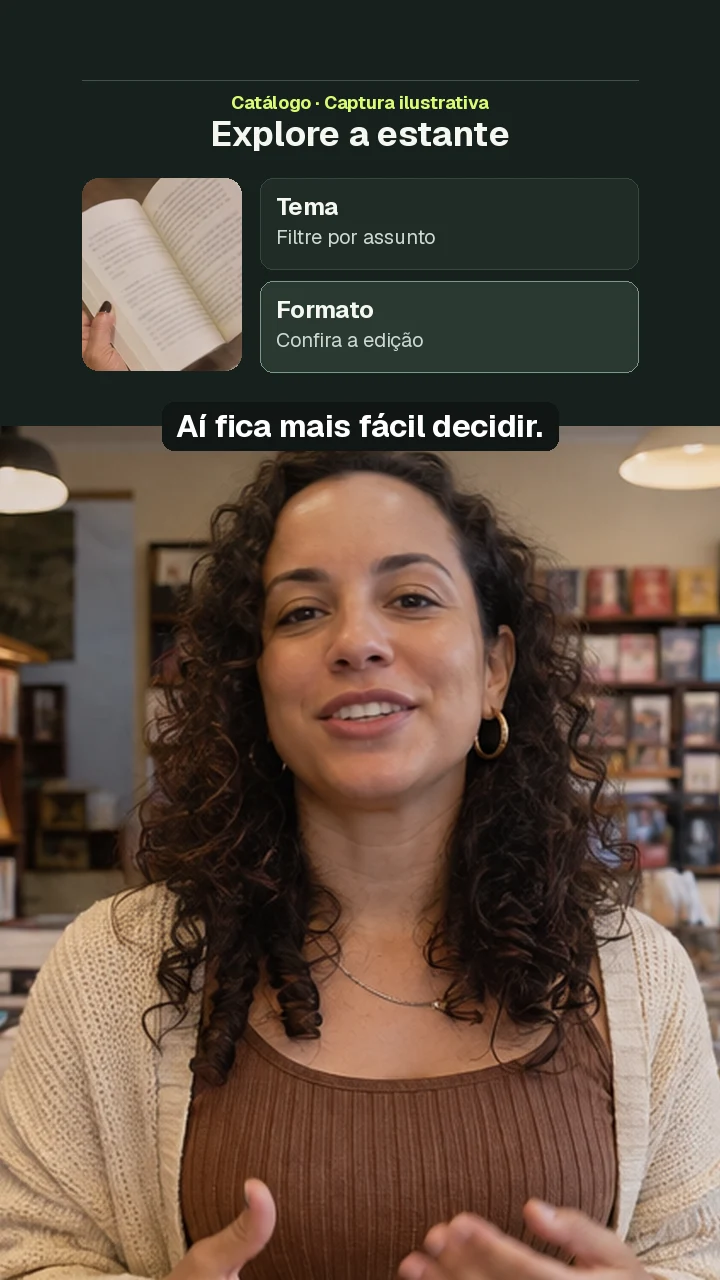 Catálogo · Captura ilustrativa
Explore a estante
Tema
Filtre por assunto
Formato
Confira a edição
Aí fica mais fácil decidir.